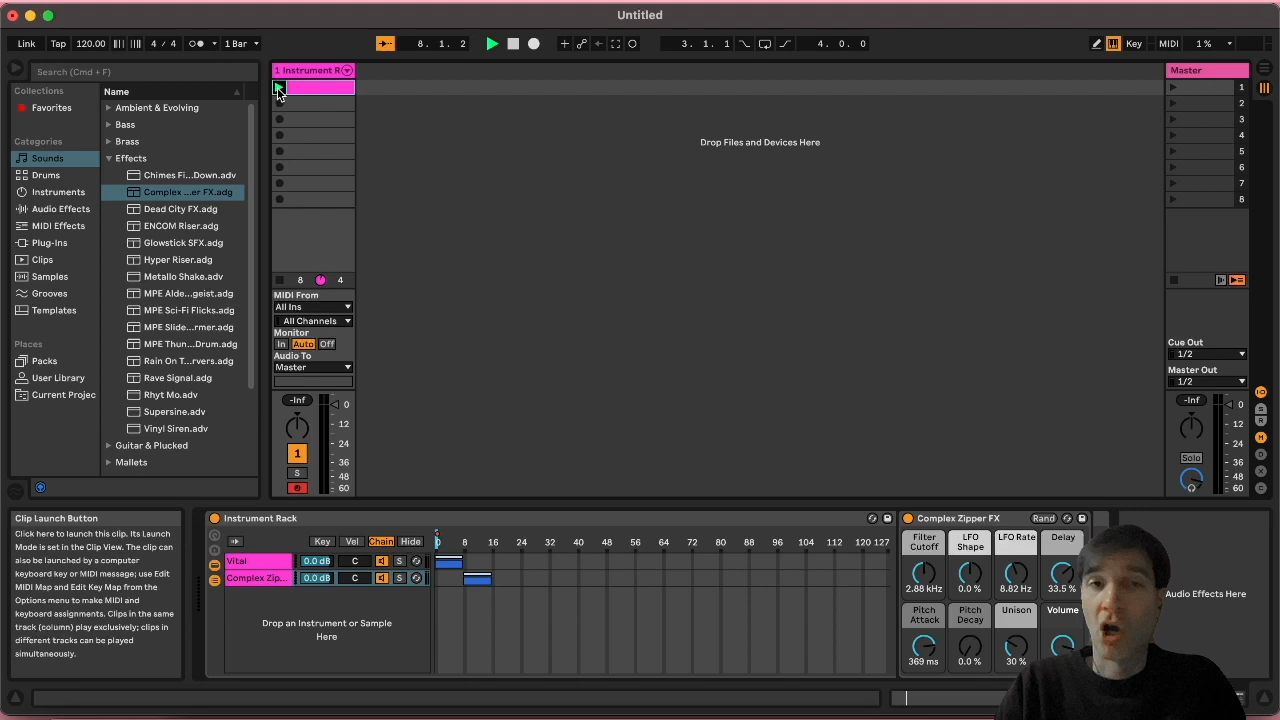 Untitled
Link Tap 120.00 4 / 4 1 Bar 8. 1. 2 3. 1. 1 4. 0. 0 Key MIDI 1 %
Search (Cmd + F)
Collections
Favorites
Categories
Sounds
Drums
Instruments
Audio Effects
MIDI Effects
Plug-Ins
Clips
Samples
Grooves
Templates
Places
Packs
User Library
Current Projec
Name
Ambient & Evolving
Bass
Brass
Effects
Chimes Fi...Down.adv
Complex ...er FX.adg
Dead City FX.adg
ENCOM Riser.adg
Glowstick SFX.adg
Hyper Riser.adg
Metallo Shake.adv
MPE Alde...geist.adg
MPE Sci-Fi Flicks.adg
MPE Slide...rmer.adg
MPE Thun...Drum.adg
Rain On T...rvers.adg
Rave Signal.adg
Rhyt Mo.adv
Supersine.adv
Vinyl Siren.adv
Guitar & Plucked
Mallets
1 Instrument R
8 4
MIDI From
All Ins
All Channels
Monitor
In Auto Off
Audio To
Master
-Inf
0
12
24
36
48
60
1
S
Drop Files and Devices Here
Master
1
2
3
4
5
6
7
8
Cue Out
1/2
Master Out
1/2
-Inf
0
12
24
36
48
60
Solo
Clip Launch Button
Click here to launch this clip. Its Launch
Mode is set in the Clip View. The clip can
also be launched by a computer
keyboard key or MIDI message; use Edit
MIDI Map and Edit Key Map from the
Options menu to make MIDI and
keyboard assignments. Clips in the same
track (column) play exclusively; clips in
different tracks can be played
simultaneously.
Instrument Rack
Key Vel Chain Hide
0 8 16 24 32 40 48 56 64 72 80 88 96 104 112 120 127
Vital 0.0 dB C S
Complex Zip... 0.0 dB C S
Drop an Instrument or Sample
Here
Complex Zipper FX Rand
Filter
Cutoff
2.88 kHz
LFO
Shape
0.0 %
LFO Rate
8.82 Hz
Delay
33.5 %
Pitch
Attack
369 ms
Pitch
Decay
0.0 %
Unison
30 %
Volume
Audio Effects Here